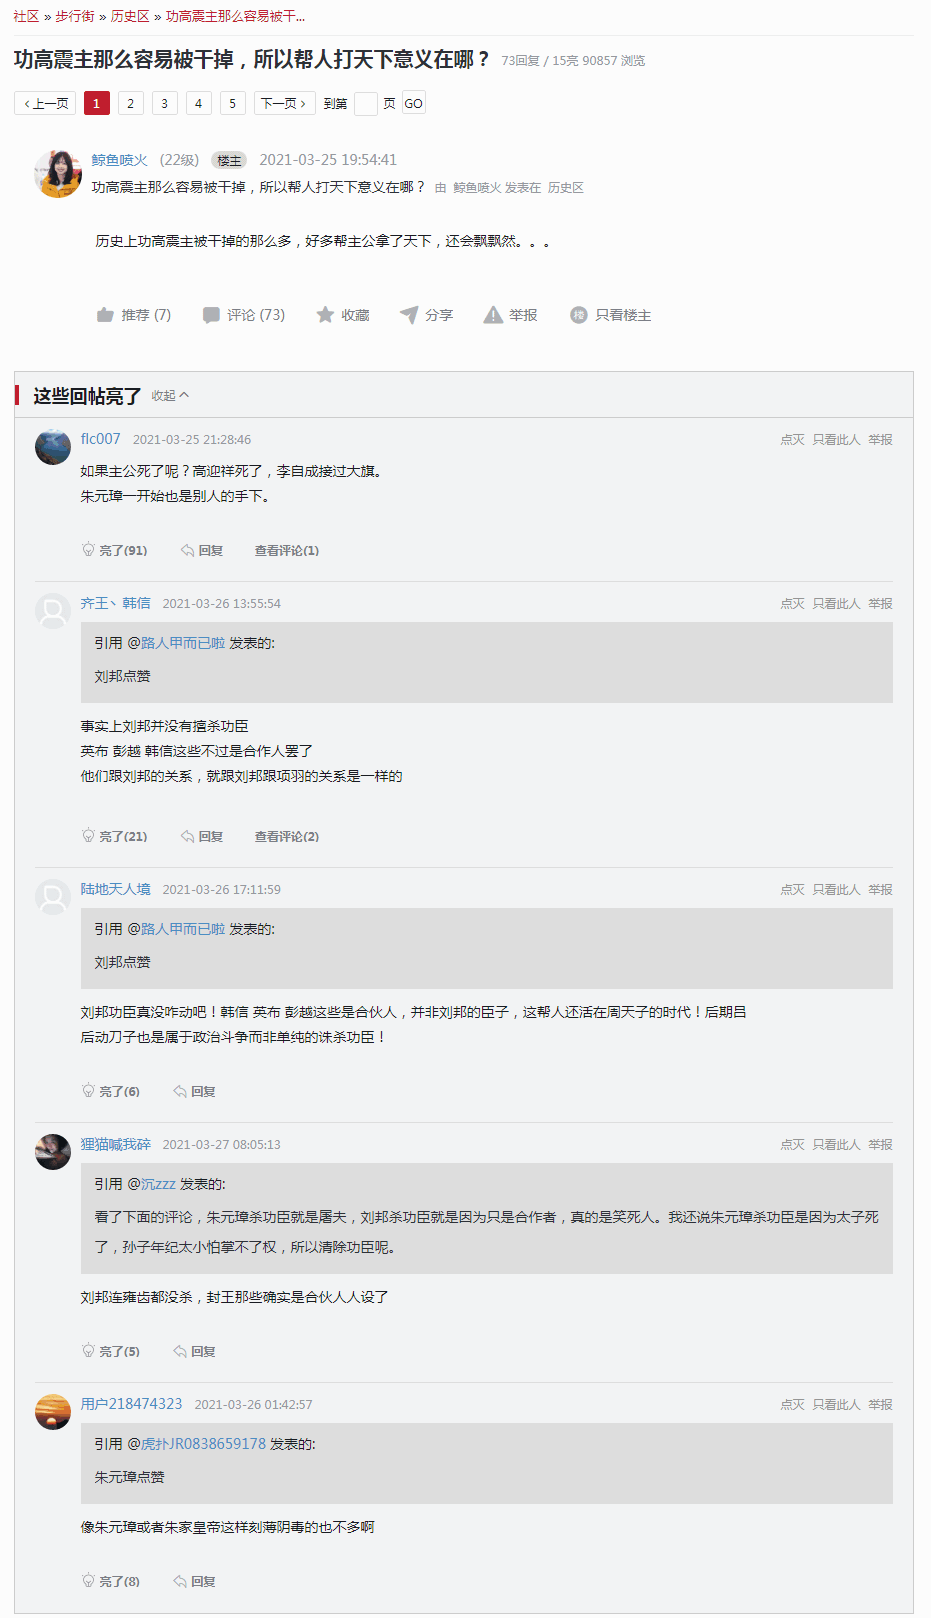 社区 » 步行街 » 历史区 » 功高震主那么容易被干...
功高震主那么容易被干掉，所以帮人打天下意义在哪？ 73回复 / 15亮 90857 浏览
‹ 上一页 1 2 3 4 5 下一页 › 到第 页 GO
鲸鱼喷火 (22级) 楼主 2021-03-25 19:54:41
功高震主那么容易被干掉，所以帮人打天下意义在哪？ 由 鲸鱼喷火 发表在 历史区
历史上功高震主被干掉的那么多，好多帮主公拿了天下，还会飘飘然。。。
推荐 (7) 评论 (73) 收藏 分享 举报 楼 只看楼主
这些回帖亮了 收起
flc007 2021-03-25 21:28:46 点灭 只看此人 举报
如果主公死了呢？高迎祥死了，李自成接过大旗。
朱元璋一开始也是别人的手下。
亮了(91) 回复 查看评论(1)
齐王丶韩信 2021-03-26 13:55:54 点灭 只看此人 举报
引用 @路人甲而已啦 发表的:
刘邦点赞
事实上刘邦并没有擅杀功臣
英布 彭越 韩信这些不过是合作人罢了
他们跟刘邦的关系，就跟刘邦跟项羽的关系是一样的
亮了(21) 回复 查看评论(2)
陆地天人境 2021-03-26 17:11:59 点灭 只看此人 举报
引用 @路人甲而已啦 发表的:
刘邦点赞
刘邦功臣真没咋动吧！韩信 英布 彭越这些是合伙人，并非刘邦的臣子，这帮人还活在周天子的时代！后期吕
后动刀子也是属于政治斗争而非单纯的诛杀功臣！
亮了(6) 回复
狸猫喊我碎 2021-03-27 08:05:13 点灭 只看此人 举报
引用 @沉zzz 发表的:
看了下面的评论，朱元璋杀功臣就是屠夫，刘邦杀功臣就是因为只是合作者，真的是笑死人。我还说朱元璋杀功臣是因为太子死
了，孙子年纪太小怕掌不了权，所以清除功臣呢。
刘邦连雍齿都没杀，封王那些确实是合伙人人设了
亮了(5) 回复
用户218474323 2021-03-26 01:42:57 点灭 只看此人 举报
引用 @虎扑JR0838659178 发表的:
朱元璋点赞
像朱元璋或者朱家皇帝这样刻薄阴毒的也不多啊
亮了(8) 回复